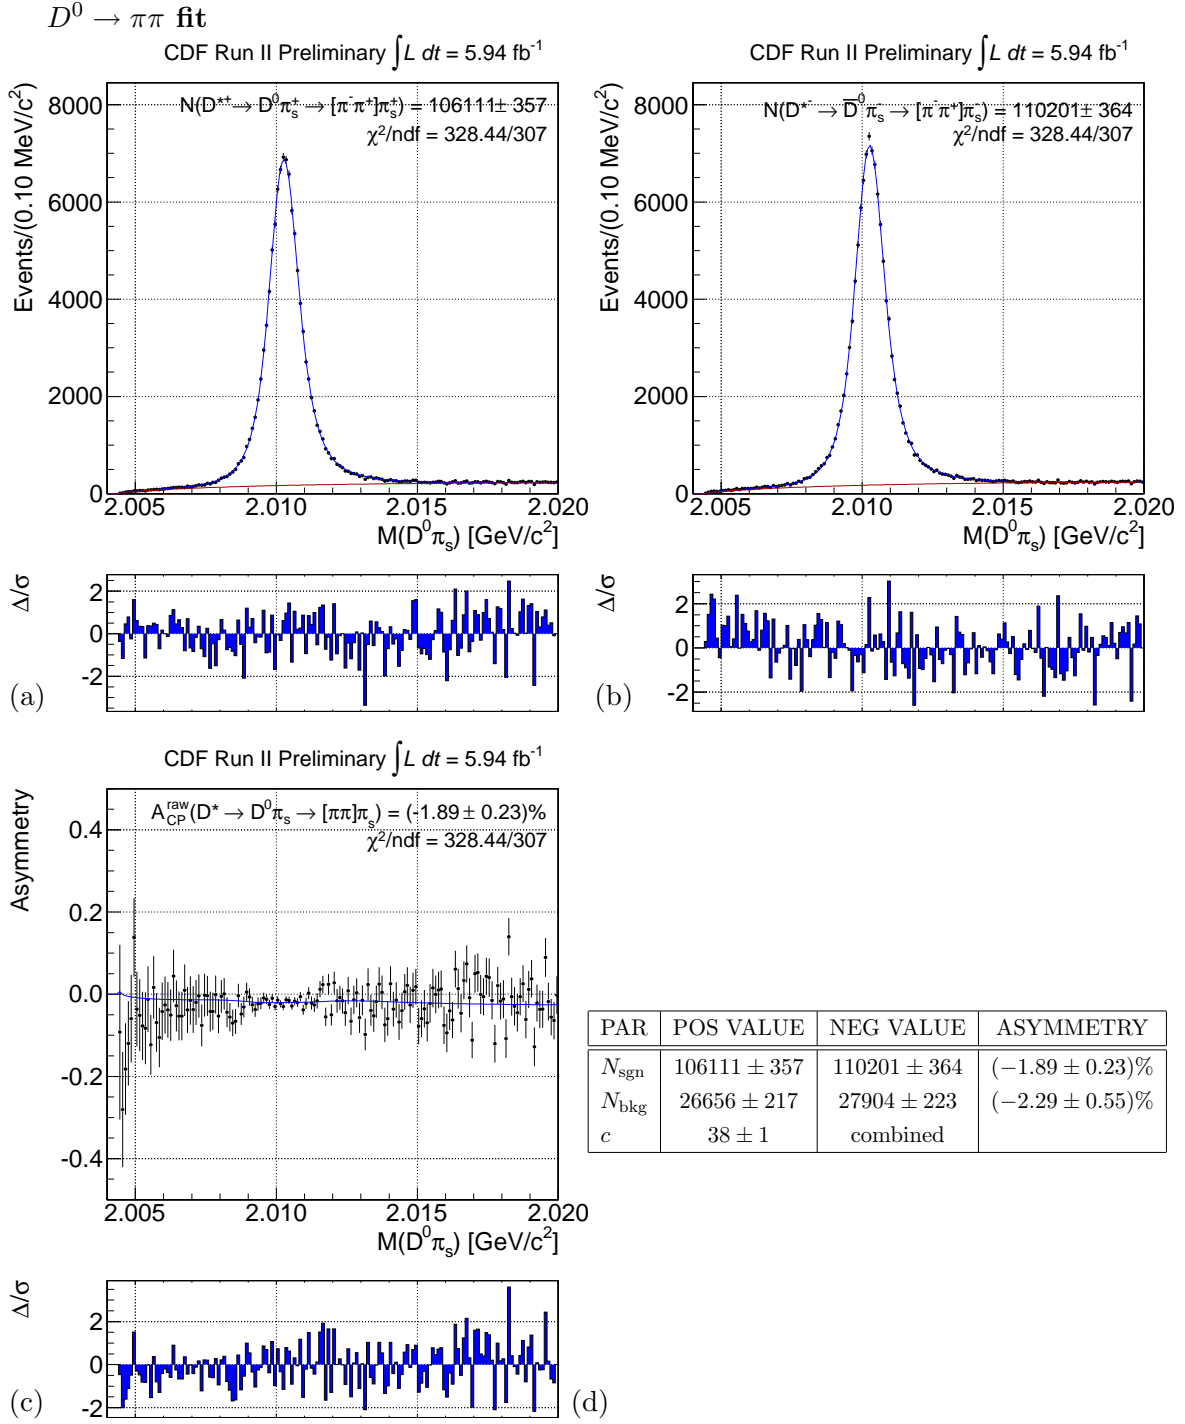 D⁰ → ππ fit
CDF Run II Preliminary ∫L dt = 5.94 fb⁻¹
N(D*⁺ → D⁰π⁺ₛ → [π⁻π⁺]π⁺ₛ) = 106111± 357
χ²/ndf = 328.44/307
Events/(0.10 MeV/c²)
8000
6000
4000
2000
0
2.005 2.010 2.015 2.020
M(D⁰πₛ) [GeV/c²]
Δ/σ
2
0
-2
(a)
CDF Run II Preliminary ∫L dt = 5.94 fb⁻¹
N(D*⁻ → D̅⁰π⁻ₛ → [π⁻π⁺]π⁻ₛ) = 110201± 364
χ²/ndf = 328.44/307
Events/(0.10 MeV/c²)
8000
6000
4000
2000
0
2.005 2.010 2.015 2.020
M(D⁰πₛ) [GeV/c²]
Δ/σ
2
0
-2
(b)
CDF Run II Preliminary ∫L dt = 5.94 fb⁻¹
A_CP^raw(D* → D⁰πₛ → [ππ]πₛ) = (-1.89 ± 0.23)%
χ²/ndf = 328.44/307
Asymmetry
0.4
0.2
0.0
-0.2
-0.4
2.005 2.010 2.015 2.020
M(D⁰πₛ) [GeV/c²]
Δ/σ
2
0
-2
(c)
PAR POS VALUE NEG VALUE ASYMMETRY
N_sgn 106111 ± 357 110201 ± 364 (−1.89 ± 0.23)%
N_bkg 26656 ± 217 27904 ± 223 (−2.29 ± 0.55)%
c 38 ± 1 combined
(d)